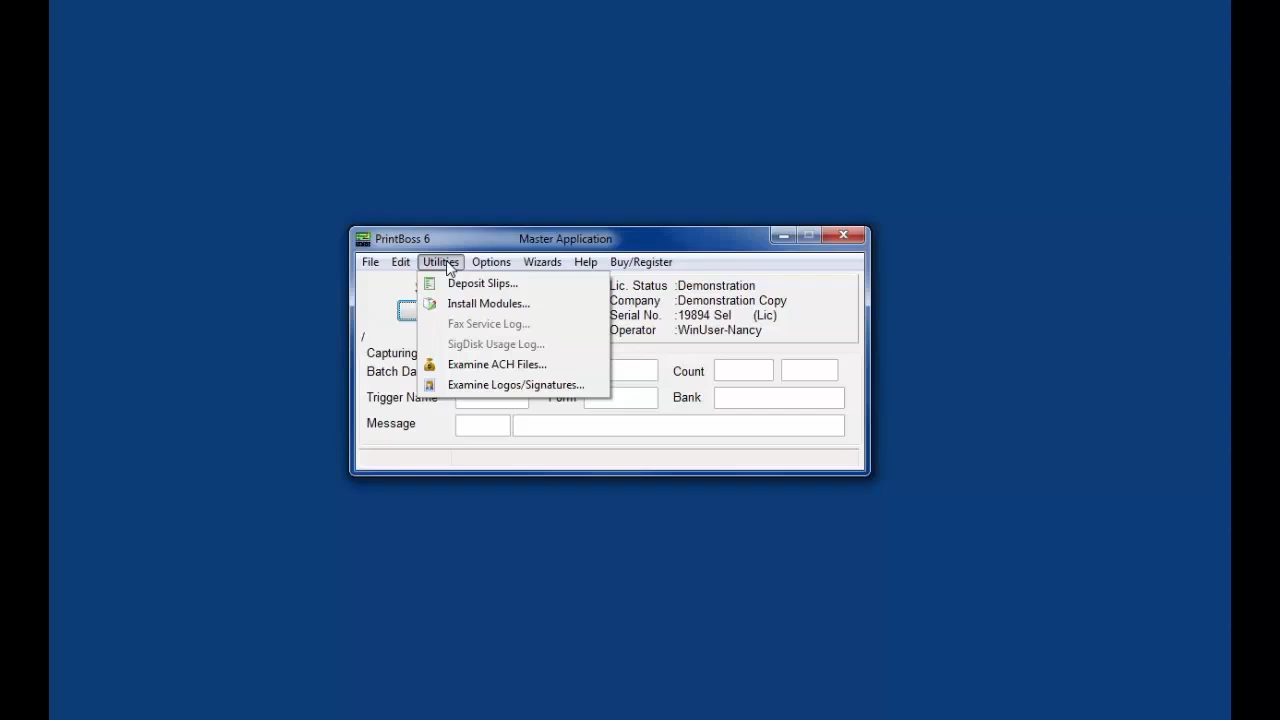 PrintBoss 6 Master Application
File Edit Utilities Options Wizards Help Buy/Register
Deposit Slips...
Install Modules...
Fax Service Log...
SigDisk Usage Log...
Examine ACH Files...
Examine Logos/Signatures...
Lic. Status :Demonstration
Company :Demonstration Copy
Serial No. :19894 Sel (Lic)
Operator :WinUser-Nancy
/
Capturing
Batch Count
Trigger Name Form Bank
Message